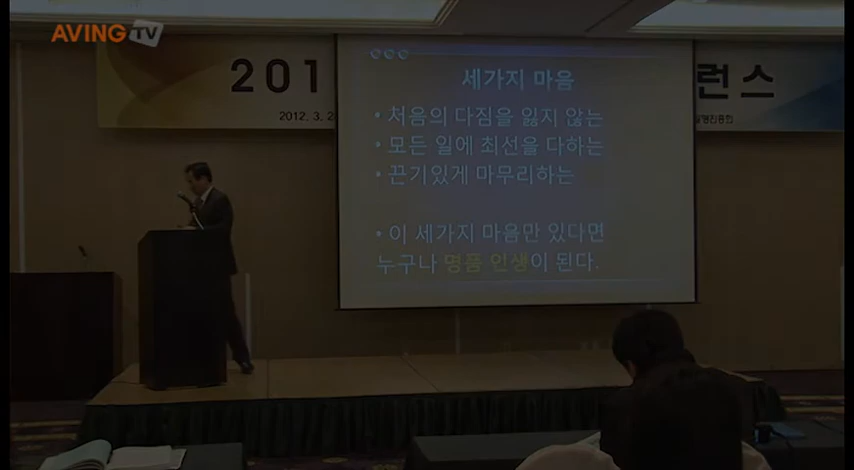 AVING TV
201 런스
2012. 3. 2
세가지 마음
• 처음의 다짐을 잃지 않는
• 모든 일에 최선을 다하는
• 끈기있게 마무리하는
• 이 세가지 마음만 있다면
누구나 명품 인생이 된다.